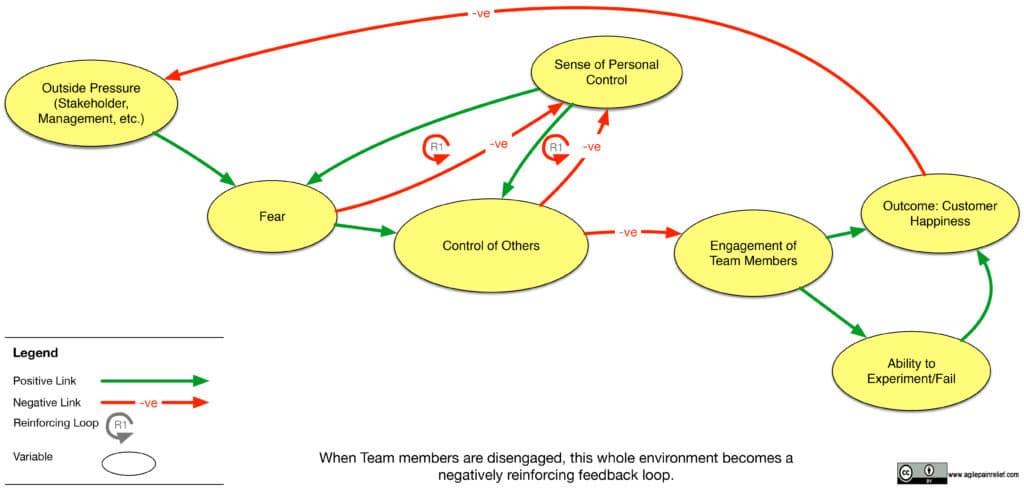 -ve
Sense of Personal
Control
Outside Pressure
(Stakeholder,
Management, etc.)
R1
-ve
R1
-ve
Fear
Control of Others
-ve
Engagement of
Team Members
Outcome: Customer
Happiness
Ability to
Experiment/Fail
Legend
Positive Link
Negative Link
-ve
Reinforcing Loop
R1
Variable
When Team members are disengaged, this whole environment becomes a
negatively reinforcing feedback loop.
cc
BY
www.agilepainrelief.com